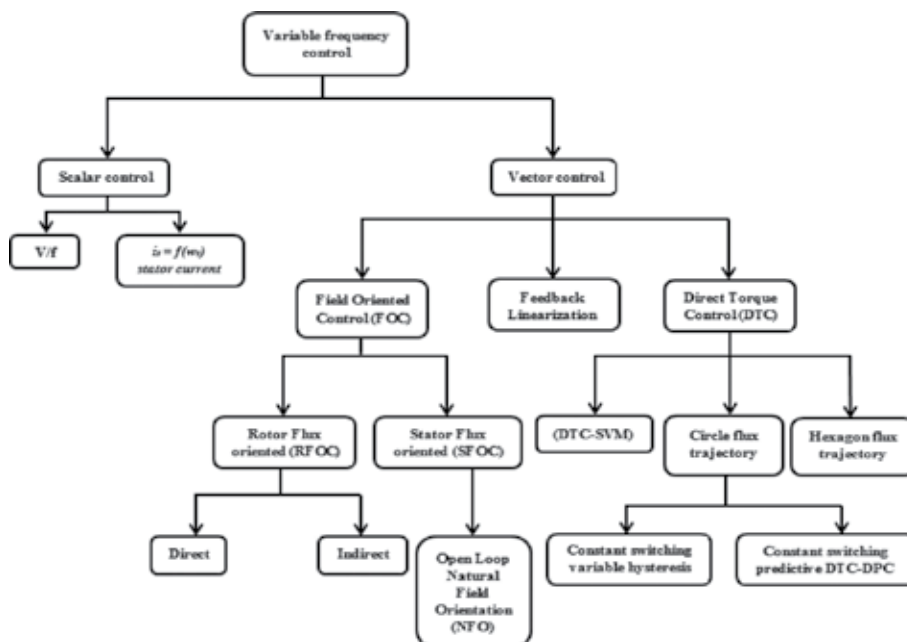 Variable frequency
control
Scalar control
Vector control
V/f
is = f(ws)
stator current
Field Oriented
Control (FOC)
Feedback
Linearization
Direct Torque
Control (DTC)
Rotor Flux
oriented (RFOC)
Stator Flux
oriented (SFOC)
(DTC-SVM)
Circle flux
trajectory
Hexagon flux
trajectory
Direct
Indirect
Open Loop
Natural
Field
Orientation
(NFO)
Constant switching
variable hysteresis
Constant switching
predictive DTC-DPC